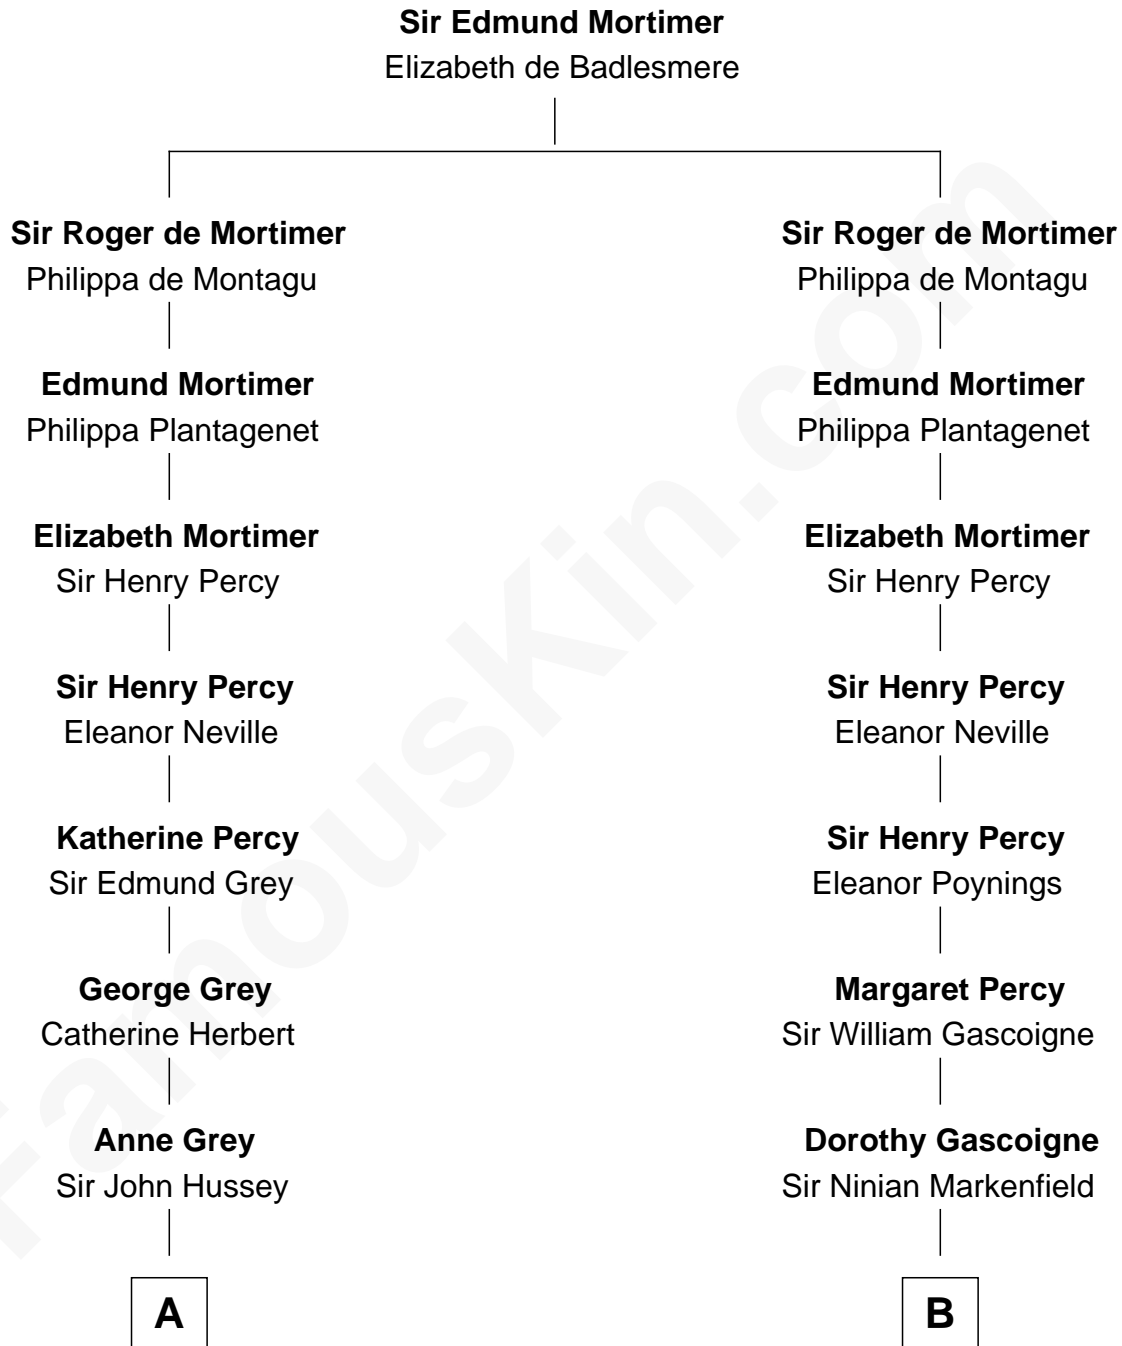 Sir Edmund Mortimer
Elizabeth de Badlesmere
Sir Roger de Mortimer
Philippa de Montagu
Sir Roger de Mortimer
Philippa de Montagu
Edmund Mortimer
Philippa Plantagenet
Edmund Mortimer
Philippa Plantagenet
Elizabeth Mortimer
Sir Henry Percy
Elizabeth Mortimer
Sir Henry Percy
Sir Henry Percy
Eleanor Neville
Sir Henry Percy
Eleanor Neville
Katherine Percy
Sir Edmund Grey
Sir Henry Percy
Eleanor Poynings
George Grey
Catherine Herbert
Margaret Percy
Sir William Gascoigne
Anne Grey
Sir John Hussey
Dorothy Gascoigne
Sir Ninian Markenfield
A
B
FamousKin.com